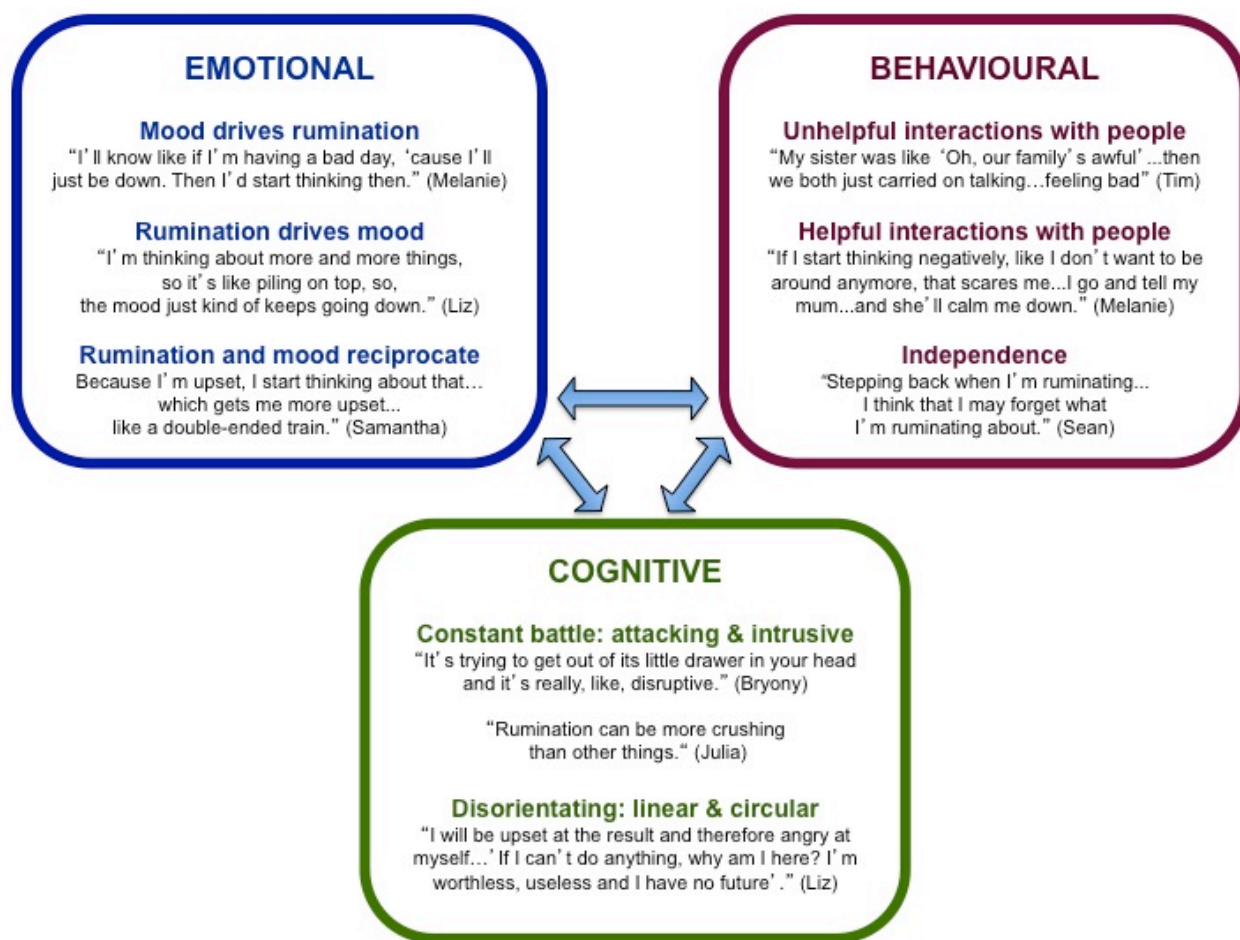 EMOTIONAL
Mood drives rumination
“I’ll know like if I’m having a bad day, ‘cause I’ll
just be down. Then I’d start thinking then.” (Melanie)
Rumination drives mood
“I’m thinking about more and more things,
so it’s like piling on top, so,
the mood just kind of keeps going down.” (Liz)
Rumination and mood reciprocate
Because I’m upset, I start thinking about that…
which gets me more upset...
like a double-ended train.” (Samantha)
BEHAVIOURAL
Unhelpful interactions with people
“My sister was like ‘Oh, our family’s awful’...then
we both just carried on talking…feeling bad” (Tim)
Helpful interactions with people
“If I start thinking negatively, like I don’t want to be
around anymore, that scares me...I go and tell my
mum...and she’ll calm me down.” (Melanie)
Independence
“Stepping back when I’m ruminating...
I think that I may forget what
I’m ruminating about.” (Sean)
COGNITIVE
Constant battle: attacking & intrusive
“It’s trying to get out of its little drawer in your head
and it’s really, like, disruptive.” (Bryony)
“Rumination can be more crushing
than other things.“ (Julia)
Disorientating: linear & circular
“I will be upset at the result and therefore angry at
myself…’If I can’t do anything, why am I here? I’m
worthless, useless and I have no future’.” (Liz)